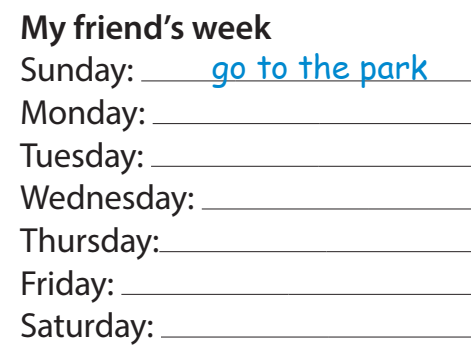 My friend's week
Sunday: go to the park
Monday:
Tuesday:
Wednesday:
Thursday:
Friday:
Saturday: